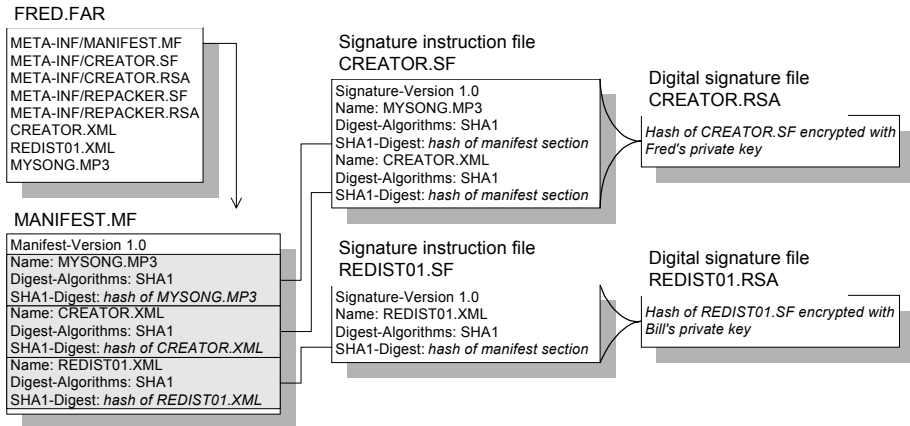 FRED.FAR
META-INF/MANIFEST.MF
META-INF/CREATOR.SF
META-INF/CREATOR.RSA
META-INF/REPACKER.SF
META-INF/REPACKER.RSA
CREATOR.XML
REDIST01.XML
MYSONG.MP3
MANIFEST.MF
Manifest-Version 1.0
Name: MYSONG.MP3
Digest-Algorithms: SHA1
SHA1-Digest: hash of MYSONG.MP3
Name: CREATOR.XML
Digest-Algorithms: SHA1
SHA1-Digest: hash of CREATOR.XML
Name: REDIST01.XML
Digest-Algorithms: SHA1
SHA1-Digest: hash of REDIST01.XML
Signature instruction file
CREATOR.SF
Signature-Version 1.0
Name: MYSONG.MP3
Digest-Algorithms: SHA1
SHA1-Digest: hash of manifest section
Name: CREATOR.XML
Digest-Algorithms: SHA1
SHA1-Digest: hash of manifest section
Signature instruction file
REDIST01.SF
Signature-Version 1.0
Name: REDIST01.XML
Digest-Algorithms: SHA1
SHA1-Digest: hash of manifest section
Digital signature file
CREATOR.RSA
Hash of CREATOR.SF encrypted with
Fred's private key
Digital signature file
REDIST01.RSA
Hash of REDIST01.SF encrypted with
Bill's private key